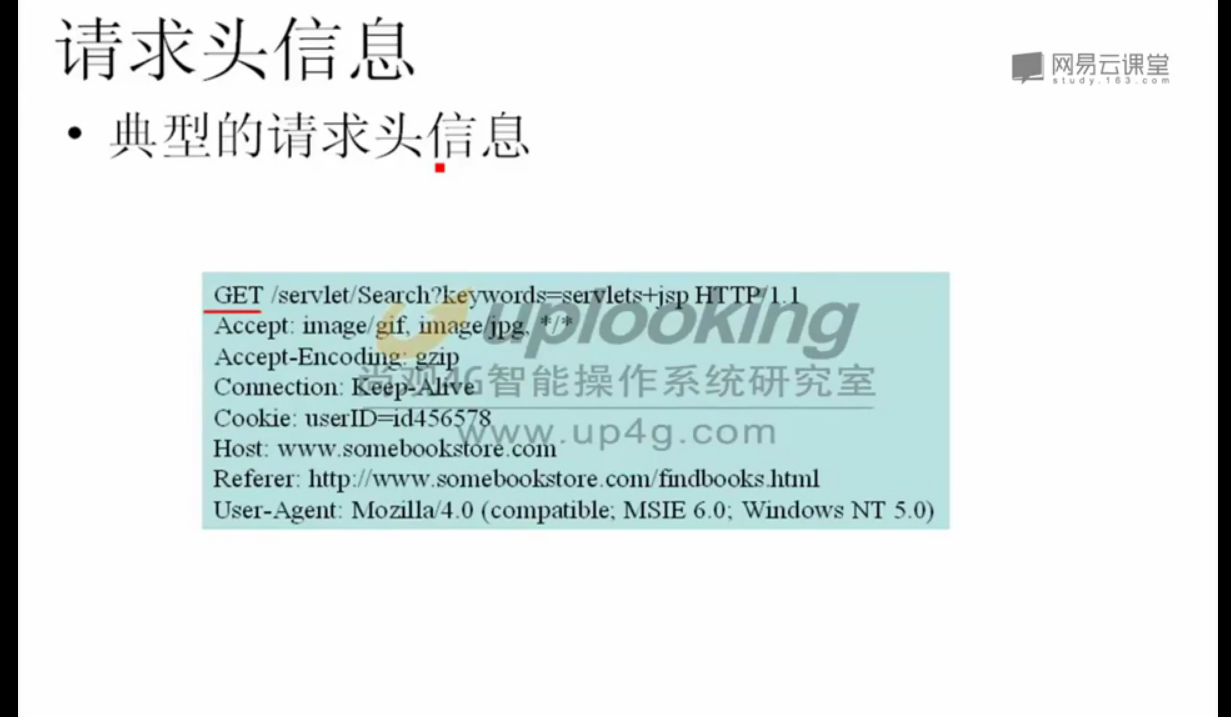 请求头信息
网易云课堂
study.163.com
• 典型的请求头信息
GET /servlet/Search?keywords=servlets+jsp HTTP/1.1
Accept: image/gif, image/jpg, */*
Accept-Encoding: gzip
Connection: Keep-Alive
Cookie: userID=id456578
Host: www.somebookstore.com
Referer: http://www.somebookstore.com/findbooks.html
User-Agent: Mozilla/4.0 (compatible; MSIE 6.0; Windows NT 5.0)
uplooking
尚观4G智能操作系统研究室
www.up4g.com